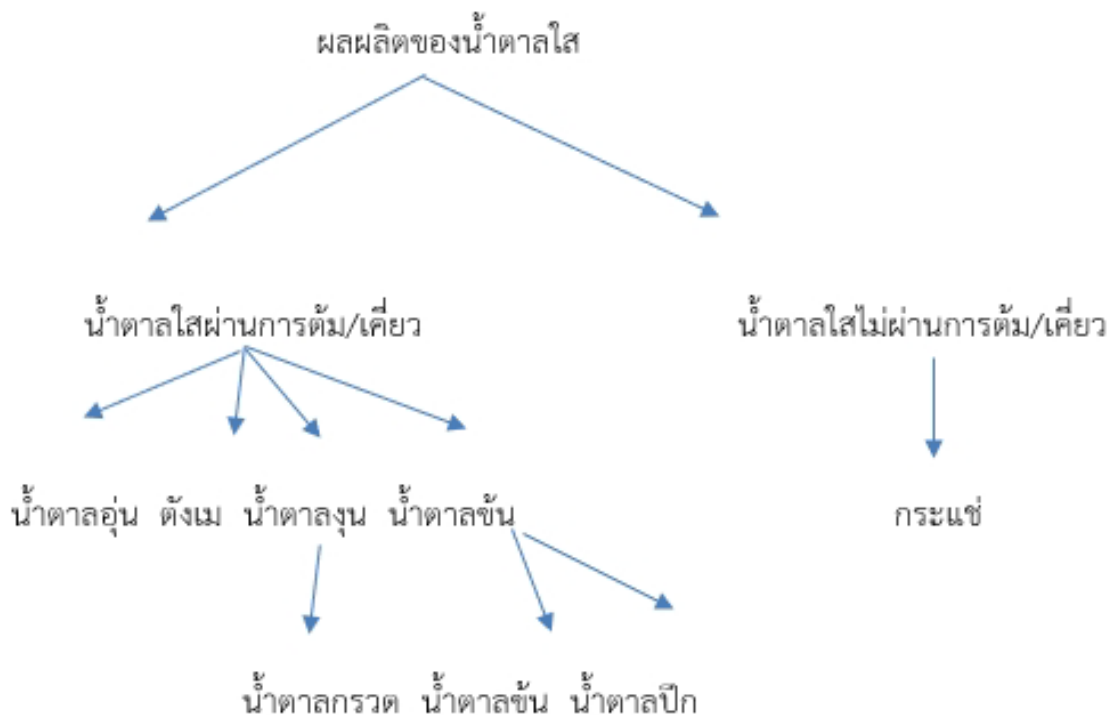 ผลผลิตของน้ำตาลใส
น้ำตาลใสผ่านการต้ม/เคี่ยว น้ำตาลใสไม่ผ่านการต้ม/เคี่ยว
น้ำตาลอุ่น ตังเม น้ำตาลงุน น้ำตาลข้น กระแช่
น้ำตาลกรวด น้ำตาลข้น น้ำตาลปึก